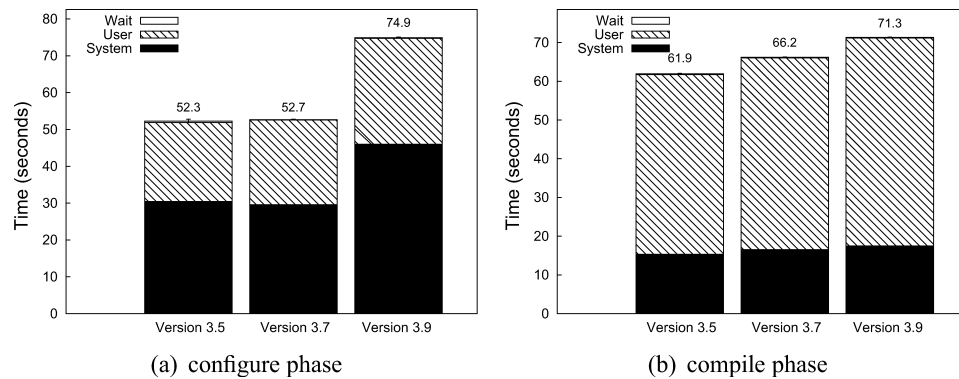 80
70
60
50
40
30
20
10
0
Time (seconds)
Wait
User
System
52.3
52.7
74.9
Version 3.5
Version 3.7
Version 3.9
(a) configure phase
70
60
50
40
30
20
10
0
Time (seconds)
Wait
User
System
61.9
66.2
71.3
Version 3.5
Version 3.7
Version 3.9
(b) compile phase